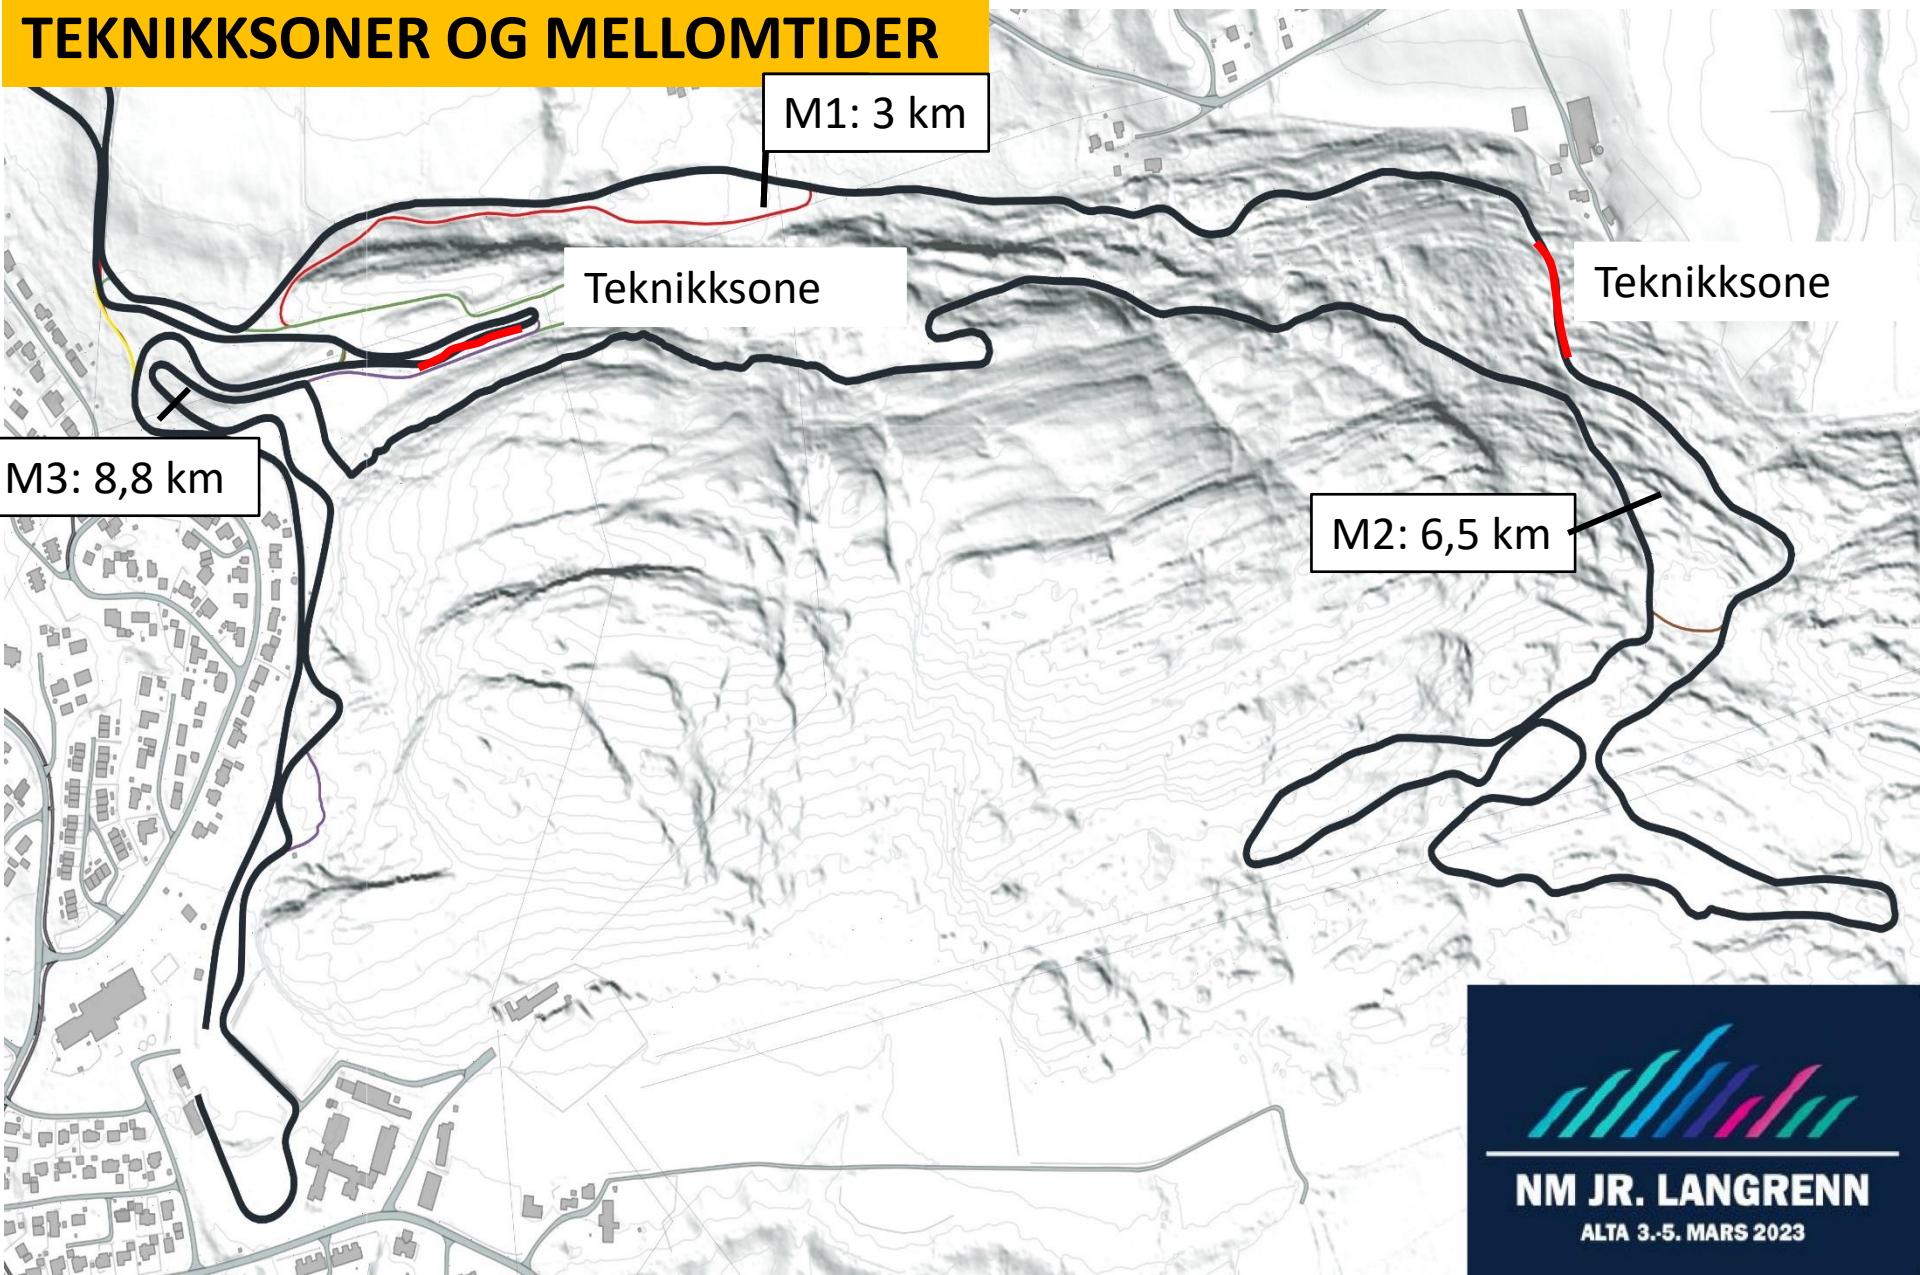 TEKNIKKSONER OG MELLOMTIDER
M1: 3 km
Teknikksone
Teknikksone
M3: 8,8 km
M2: 6,5 km
NM JR. LANGRENN
ALTA 3.-5. MARS 2023